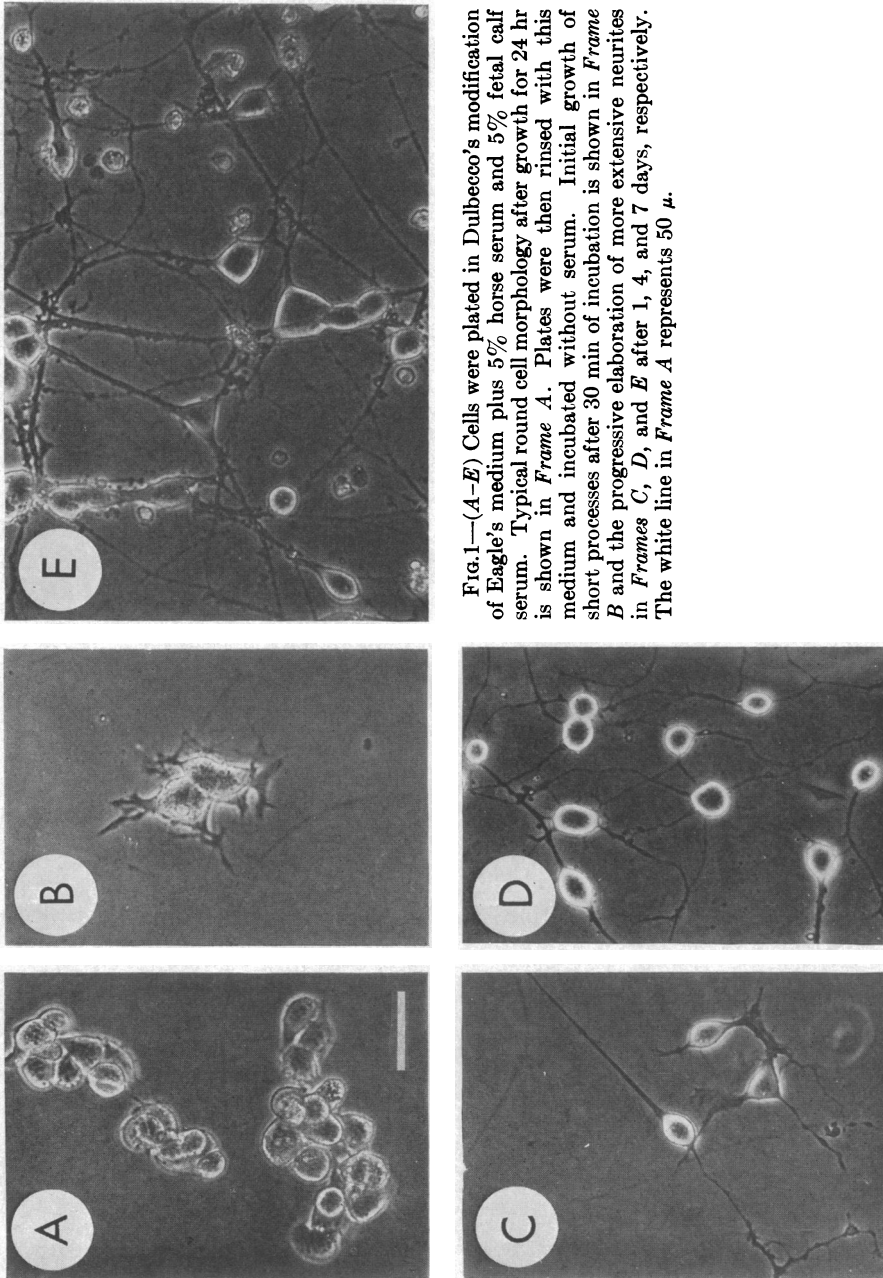 A
B
E
C
D
FIG.1—(A–E) Cells were plated in Dulbecco's modification
of Eagle's medium plus 5% horse serum and 5% fetal calf
serum. Typical round cell morphology after growth for 24 hr
is shown in Frame A. Plates were then rinsed with this
medium and incubated without serum. Initial growth of
short processes after 30 min of incubation is shown in Frame
B and the progressive elaboration of more extensive neurites
in Frames C, D, and E after 1, 4, and 7 days, respectively.
The white line in Frame A represents 50 μ.